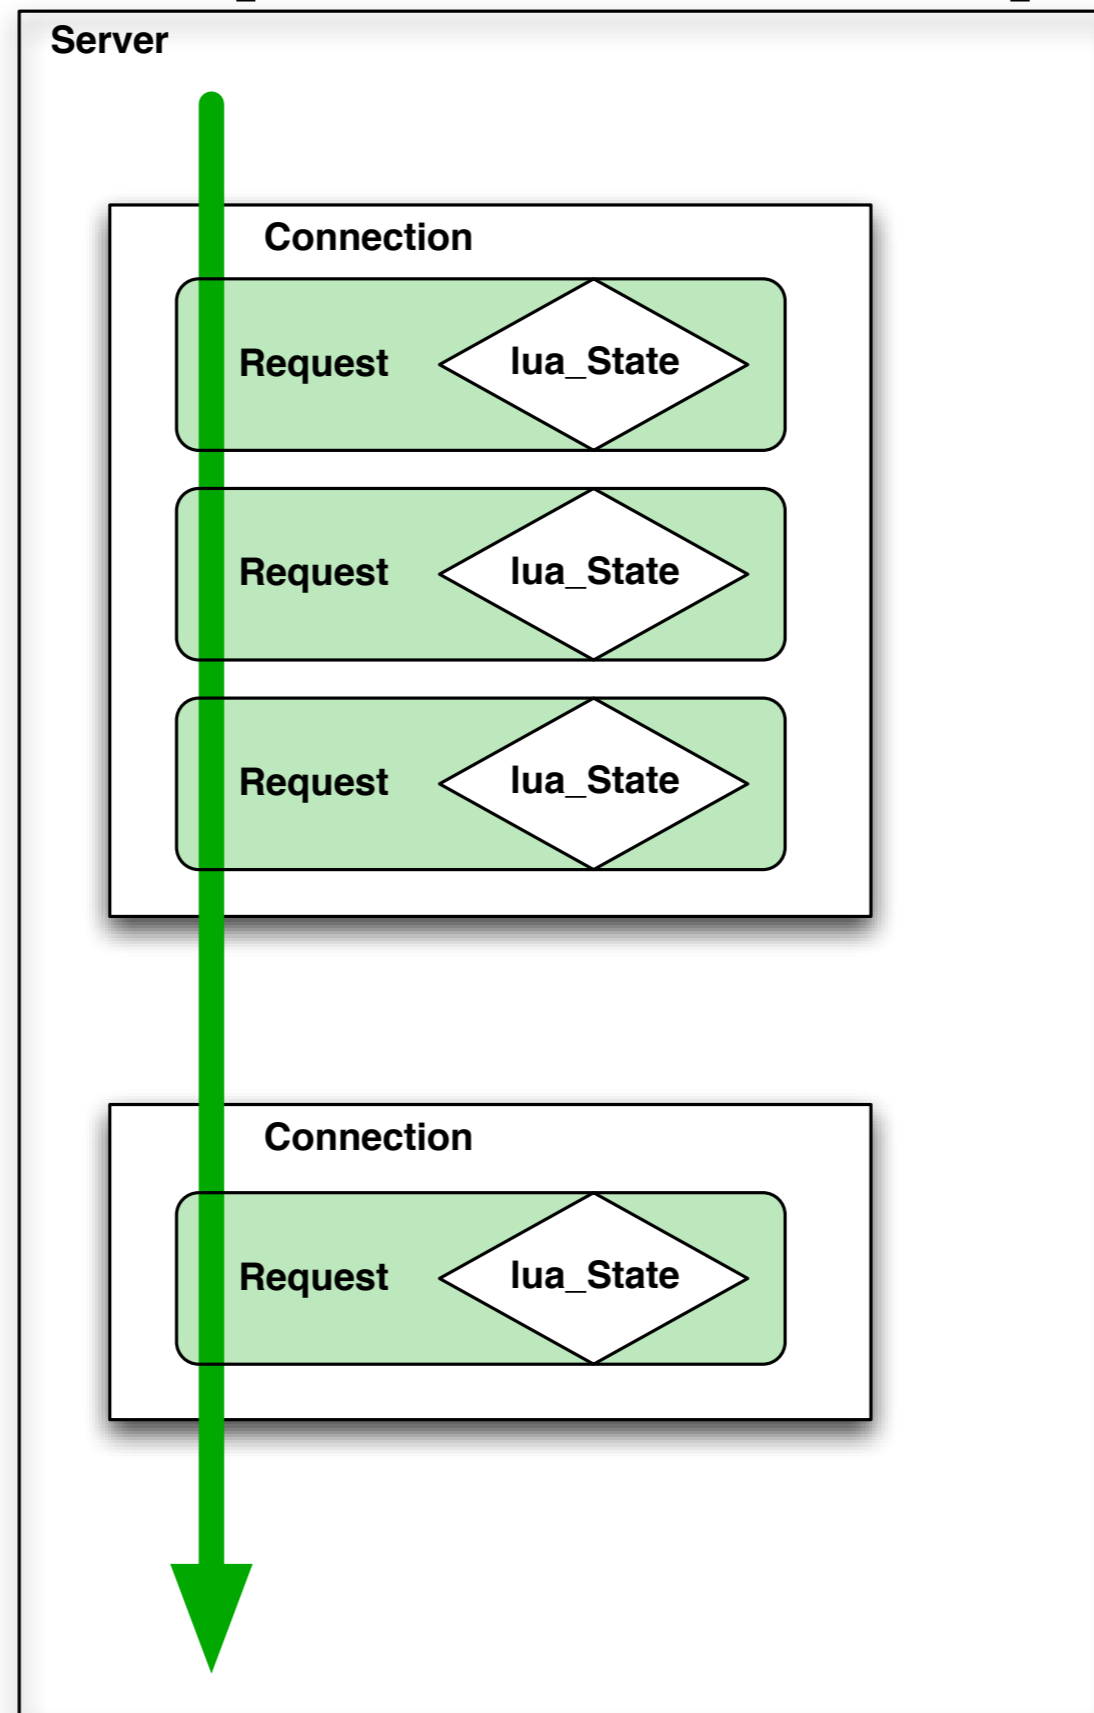 Server
Connection
Request lua_State
Request lua_State
Request lua_State
Connection
Request lua_State